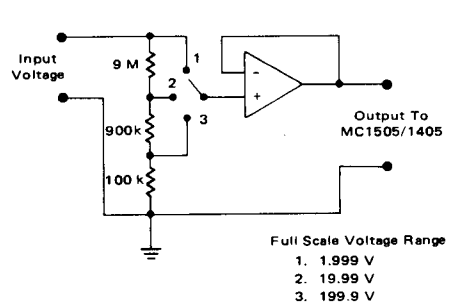 Input
Voltage
9 M
1
2
3
900k
100 k
-
+
Output To
MC1505/1405
Full Scale Voltage Range
1. 1.999 V
2. 19.99 V
3. 199.9 V